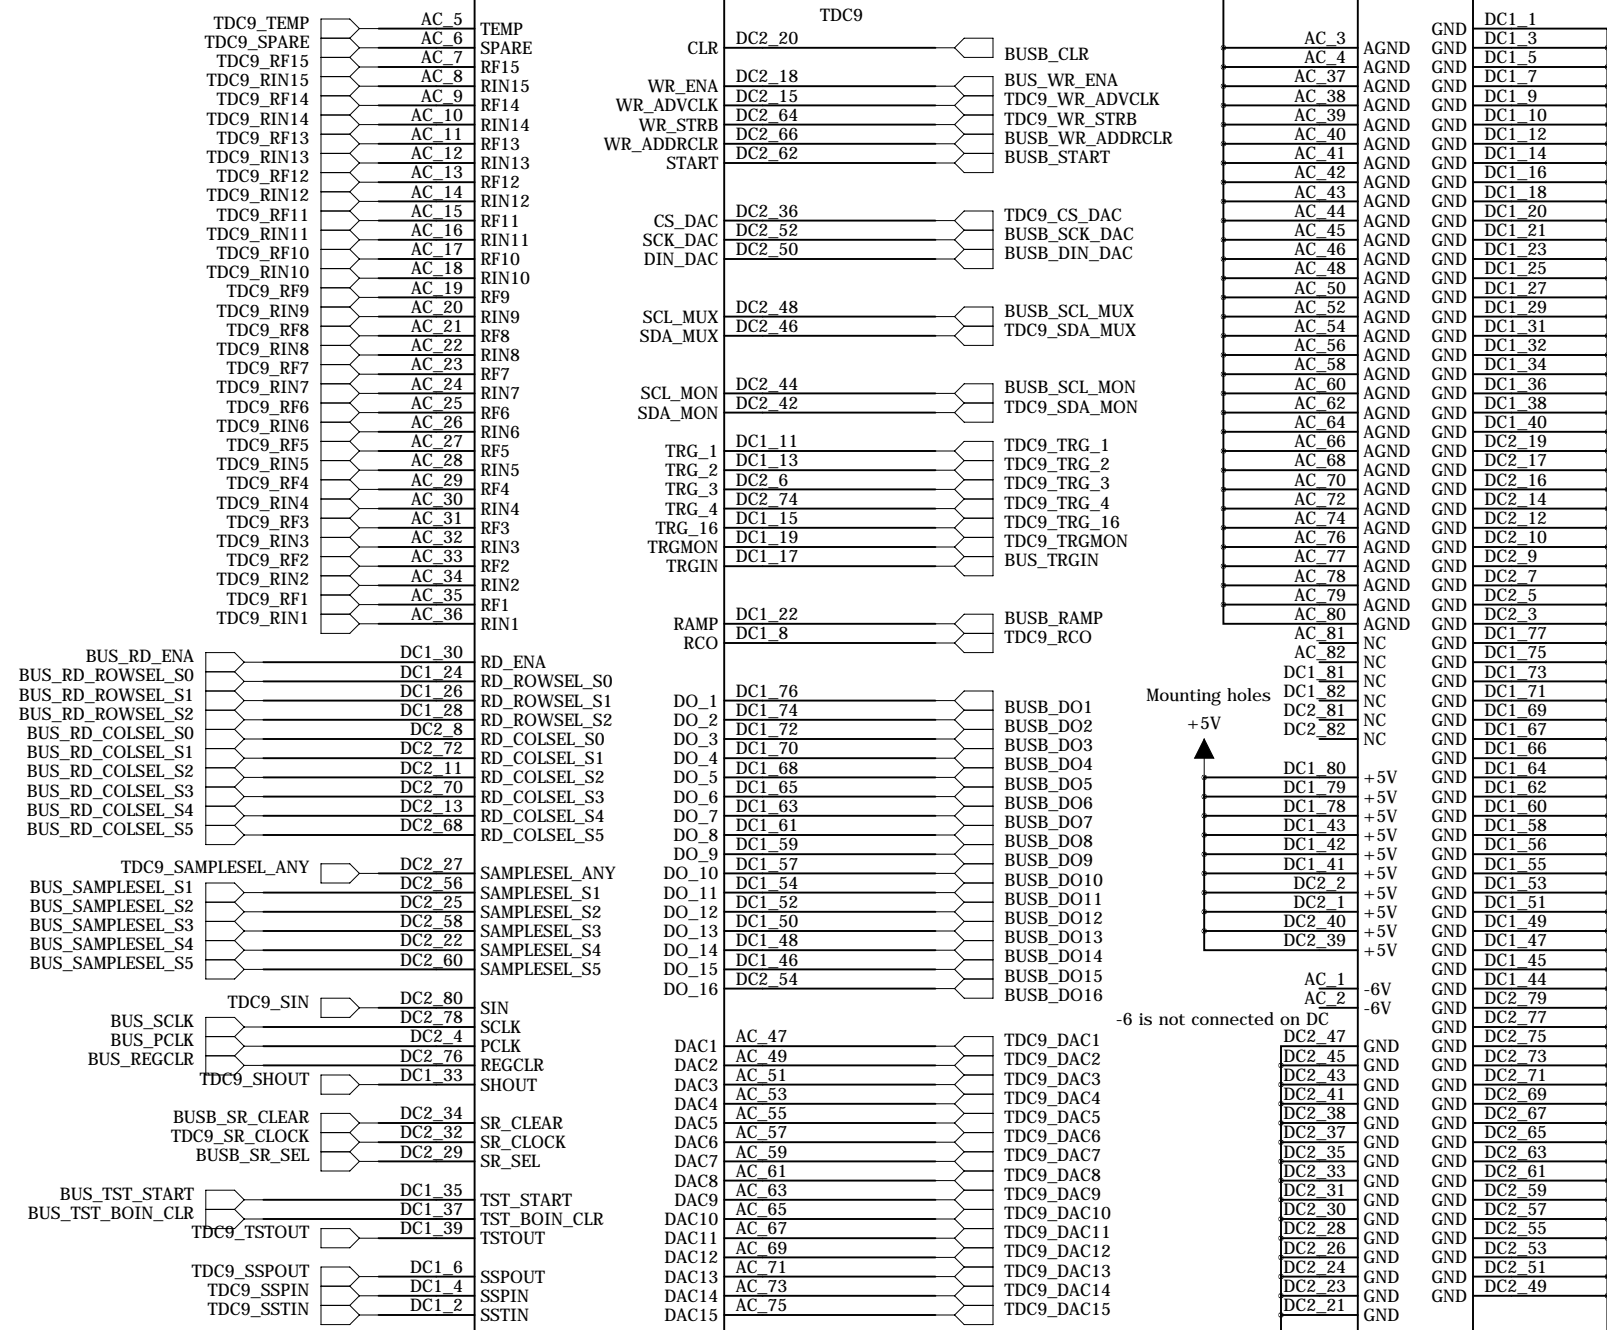 TDC9_TEMP AC_5 TEMP
TDC9_SPARE AC_6 SPARE
TDC9_RF15 AC_7 RF15
TDC9_RIN15 AC_8 RIN15
TDC9_RF14 AC_9 RF14
TDC9_RIN14 AC_10 RIN14
TDC9_RF13 AC_11 RF13
TDC9_RIN13 AC_12 RIN13
TDC9_RF12 AC_13 RF12
TDC9_RIN12 AC_14 RIN12
TDC9_RF11 AC_15 RF11
TDC9_RIN11 AC_16 RIN11
TDC9_RF10 AC_17 RF10
TDC9_RIN10 AC_18 RIN10
TDC9_RF9 AC_19 RF9
TDC9_RIN9 AC_20 RIN9
TDC9_RF8 AC_21 RF8
TDC9_RIN8 AC_22 RIN8
TDC9_RF7 AC_23 RF7
TDC9_RIN7 AC_24 RIN7
TDC9_RF6 AC_25 RF6
TDC9_RIN6 AC_26 RIN6
TDC9_RF5 AC_27 RF5
TDC9_RIN5 AC_28 RIN5
TDC9_RF4 AC_29 RF4
TDC9_RIN4 AC_30 RIN4
TDC9_RF3 AC_31 RF3
TDC9_RIN3 AC_32 RIN3
TDC9_RF2 AC_33 RF2
TDC9_RIN2 AC_34 RIN2
TDC9_RF1 AC_35 RF1
TDC9_RIN1 AC_36 RIN1
BUS_RD_ENA DC1_30 RD_ENA
BUS_RD_ROWSEL_S0 DC1_24 RD_ROWSEL_S0
BUS_RD_ROWSEL_S1 DC1_26 RD_ROWSEL_S1
BUS_RD_ROWSEL_S2 DC1_28 RD_ROWSEL_S2
BUS_RD_COLSEL_S0 DC2_8 RD_COLSEL_S0
BUS_RD_COLSEL_S1 DC2_72 RD_COLSEL_S1
BUS_RD_COLSEL_S2 DC2_11 RD_COLSEL_S2
BUS_RD_COLSEL_S3 DC2_70 RD_COLSEL_S3
BUS_RD_COLSEL_S4 DC2_13 RD_COLSEL_S4
BUS_RD_COLSEL_S5 DC2_68 RD_COLSEL_S5
TDC9_SAMPLESEL_ANY DC2_27 SAMPLESEL_ANY
BUS_SAMPLESEL_S1 DC2_56 SAMPLESEL_S1
BUS_SAMPLESEL_S2 DC2_25 SAMPLESEL_S2
BUS_SAMPLESEL_S3 DC2_58 SAMPLESEL_S3
BUS_SAMPLESEL_S4 DC2_22 SAMPLESEL_S4
BUS_SAMPLESEL_S5 DC2_60 SAMPLESEL_S5
TDC9_SIN DC2_80 SIN
BUS_SCLK DC2_78 SCLK
BUS_PCLK DC2_4 PCLK
BUS_REGCLR DC2_76 REGCLR
TDC9_SHOUT DC1_33 SHOUT
BUSB_SR_CLEAR DC2_34 SR_CLEAR
TDC9_SR_CLOCK DC2_32 SR_CLOCK
BUSB_SR_SEL DC2_29 SR_SEL
BUS_TST_START DC1_35 TST_START
BUS_TST_BOIN_CLR DC1_37 TST_BOIN_CLR
TDC9_TSTOUT DC1_39 TSTOUT
TDC9_SSPOUT DC1_6 SSPOUT
TDC9_SSPIN DC1_4 SSPIN
TDC9_SSTIN DC1_2 SSTIN
TDC9
CLR DC2_20 BUSB_CLR
WR_ENA DC2_18 BUS_WR_ENA
WR_ADVCLK DC2_15 TDC9_WR_ADVCLK
WR_STRB DC2_64 TDC9_WR_STRB
WR_ADDRCLR DC2_66 BUSB_WR_ADDRCLR
START DC2_62 BUSB_START
CS_DAC DC2_36 TDC9_CS_DAC
SCK_DAC DC2_52 BUSB_SCK_DAC
DIN_DAC DC2_50 BUSB_DIN_DAC
SCL_MUX DC2_48 BUSB_SCL_MUX
SDA_MUX DC2_46 TDC9_SDA_MUX
SCL_MON DC2_44 BUSB_SCL_MON
SDA_MON DC2_42 TDC9_SDA_MON
TRG_1 DC1_11 TDC9_TRG_1
TRG_2 DC1_13 TDC9_TRG_2
TRG_3 DC2_6 TDC9_TRG_3
TRG_4 DC2_74 TDC9_TRG_4
TRG_16 DC1_15 TDC9_TRG_16
TRGMON DC1_19 TDC9_TRGMON
TRGIN DC1_17 BUS_TRGIN
RAMP DC1_22 BUSB_RAMP
RCO DC1_8 TDC9_RCO
DO_1 DC1_76 BUSB_DO1
DO_2 DC1_74 BUSB_DO2
DO_3 DC1_72 BUSB_DO3
DO_4 DC1_70 BUSB_DO4
DO_5 DC1_68 BUSB_DO5
DO_6 DC1_65 BUSB_DO6
DO_7 DC1_63 BUSB_DO7
DO_8 DC1_61 BUSB_DO8
DO_9 DC1_59 BUSB_DO9
DO_10 DC1_57 BUSB_DO10
DO_11 DC1_54 BUSB_DO11
DO_12 DC1_52 BUSB_DO12
DO_13 DC1_50 BUSB_DO13
DO_14 DC1_48 BUSB_DO14
DO_15 DC1_46 BUSB_DO15
DO_16 DC2_54 BUSB_DO16
DAC1 AC_47 TDC9_DAC1
DAC2 AC_49 TDC9_DAC2
DAC3 AC_51 TDC9_DAC3
DAC4 AC_53 TDC9_DAC4
DAC5 AC_55 TDC9_DAC5
DAC6 AC_57 TDC9_DAC6
DAC7 AC_59 TDC9_DAC7
DAC8 AC_61 TDC9_DAC8
DAC9 AC_63 TDC9_DAC9
DAC10 AC_65 TDC9_DAC10
DAC11 AC_67 TDC9_DAC11
DAC12 AC_69 TDC9_DAC12
DAC13 AC_71 TDC9_DAC13
DAC14 AC_73 TDC9_DAC14
DAC15 AC_75 TDC9_DAC15
AC_3 AGND
AC_4 AGND
AC_37 AGND
AC_38 AGND
AC_39 AGND
AC_40 AGND
AC_41 AGND
AC_42 AGND
AC_43 AGND
AC_44 AGND
AC_45 AGND
AC_46 AGND
AC_48 AGND
AC_50 AGND
AC_52 AGND
AC_54 AGND
AC_56 AGND
AC_58 AGND
AC_60 AGND
AC_62 AGND
AC_64 AGND
AC_66 AGND
AC_68 AGND
AC_70 AGND
AC_72 AGND
AC_74 AGND
AC_76 AGND
AC_77 AGND
AC_78 AGND
AC_79 AGND
AC_80 AGND
AC_81 NC
AC_82 NC
DC1_81 NC
DC1_82 NC
DC2_81 NC
DC2_82 NC
Mounting holes
+5V
DC1_80 +5V
DC1_79 +5V
DC1_78 +5V
DC1_43 +5V
DC1_42 +5V
DC1_41 +5V
DC2_2 +5V
DC2_1 +5V
DC2_40 +5V
DC2_39 +5V
AC_1 -6V
AC_2 -6V
-6 is not connected on DC
DC2_47 GND
DC2_45 GND
DC2_43 GND
DC2_41 GND
DC2_38 GND
DC2_37 GND
DC2_35 GND
DC2_33 GND
DC2_31 GND
DC2_30 GND
DC2_28 GND
DC2_26 GND
DC2_24 GND
DC2_23 GND
DC2_21 GND
GND DC1_1
GND DC1_3
GND DC1_5
GND DC1_7
GND DC1_9
GND DC1_10
GND DC1_12
GND DC1_14
GND DC1_16
GND DC1_18
GND DC1_20
GND DC1_21
GND DC1_23
GND DC1_25
GND DC1_27
GND DC1_29
GND DC1_31
GND DC1_32
GND DC1_34
GND DC1_36
GND DC1_38
GND DC1_40
GND DC2_19
GND DC2_17
GND DC2_16
GND DC2_14
GND DC2_12
GND DC2_10
GND DC2_9
GND DC2_7
GND DC2_5
GND DC2_3
GND DC1_77
GND DC1_75
GND DC1_73
GND DC1_71
GND DC1_69
GND DC1_67
GND DC1_66
GND DC1_64
GND DC1_62
GND DC1_60
GND DC1_58
GND DC1_56
GND DC1_55
GND DC1_53
GND DC1_51
GND DC1_49
GND DC1_47
GND DC1_45
GND DC1_44
GND DC2_79
GND DC2_77
GND DC2_75
GND DC2_73
GND DC2_71
GND DC2_69
GND DC2_67
GND DC2_65
GND DC2_63
GND DC2_61
GND DC2_59
GND DC2_57
GND DC2_55
GND DC2_53
GND DC2_51
GND DC2_49